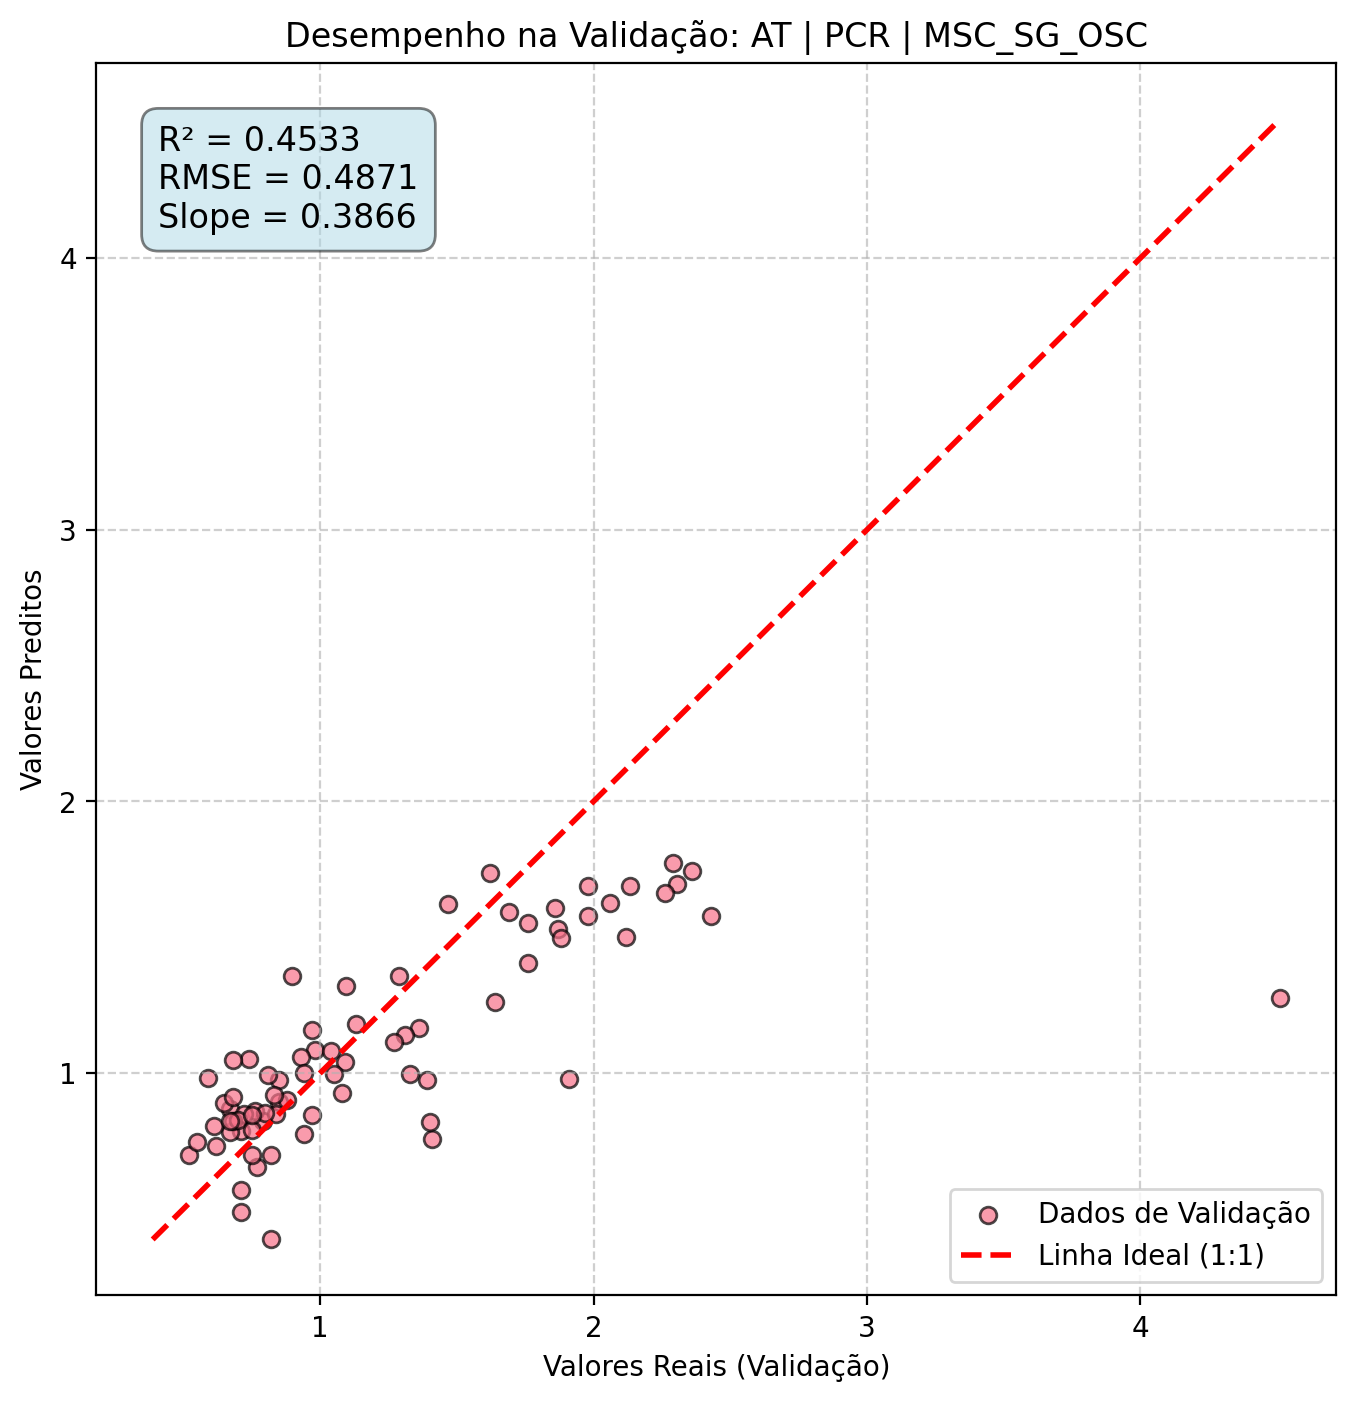 Desempenho na Validação: AT | PCR | MSC_SG_OSC
R² = 0.4533
RMSE = 0.4871
Slope = 0.3866
4
3
2
1
Valores Preditos
Dados de Validação
Linha Ideal (1:1)
1 2 3 4
Valores Reais (Validação)